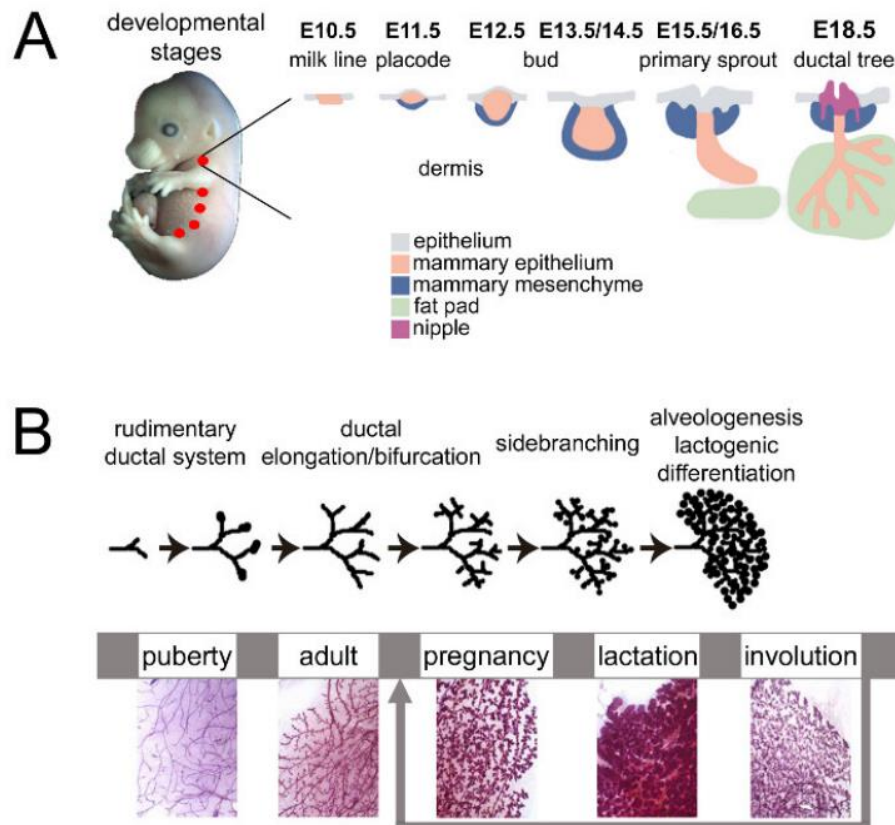 A
developmental
stages
E10.5 E11.5 E12.5 E13.5/14.5 E15.5/16.5 E18.5
milk line placode bud primary sprout ductal tree
dermis
epithelium
mammary epithelium
mammary mesenchyme
fat pad
nipple
B
rudimentary
ductal system
ductal
elongation/bifurcation
sidebranching
alveologenesis
lactogenic
differentiation
puberty adult pregnancy lactation involution